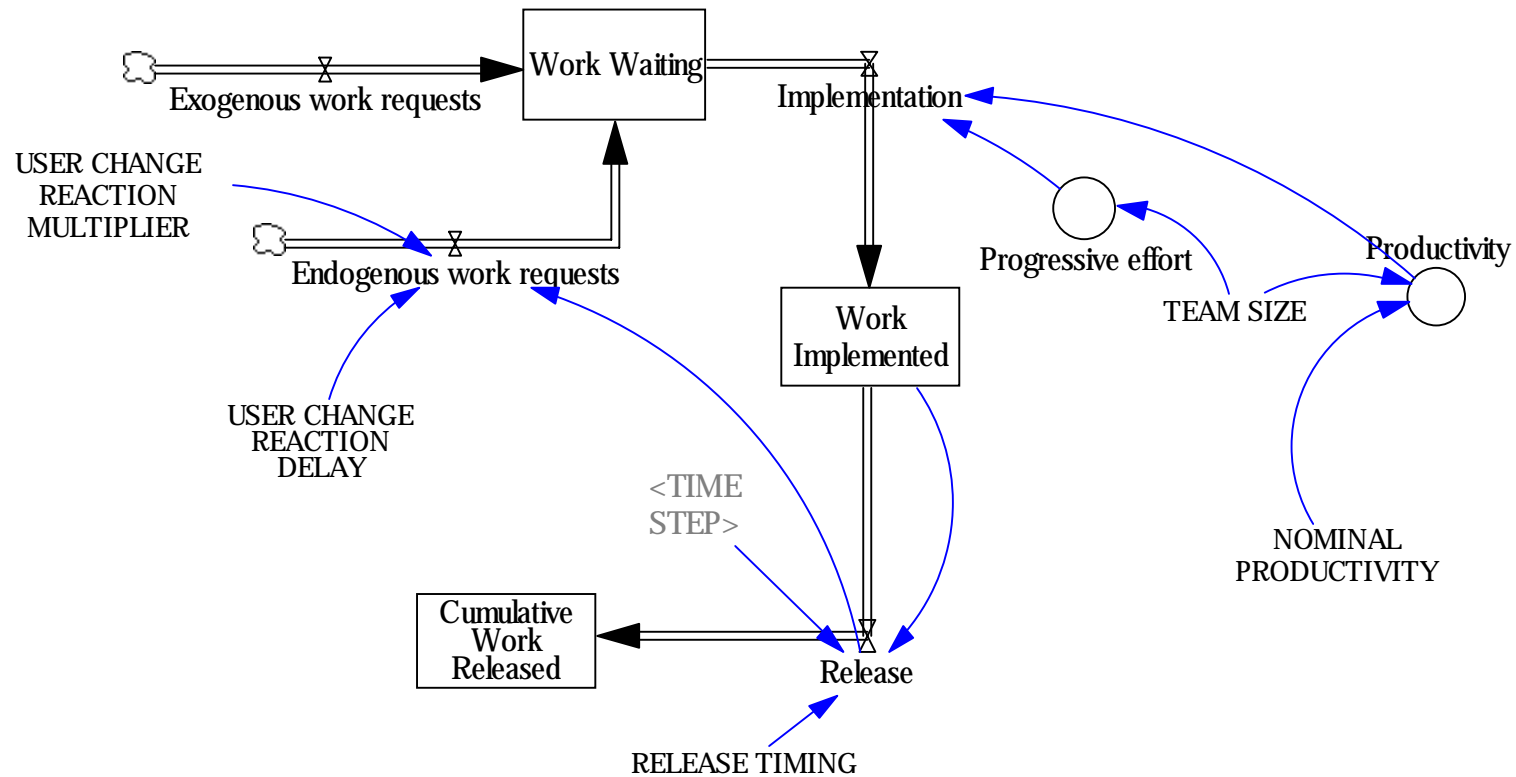 Work Waiting
Exogenous work requests
Implementation
USER CHANGE
REACTION
MULTIPLIER
Endogenous work requests
Progressive effort
Productivity
TEAM SIZE
Work
Implemented
USER CHANGE
REACTION
DELAY
<TIME
STEP>
NOMINAL
PRODUCTIVITY
Cumulative
Work
Released
Release
RELEASE TIMING